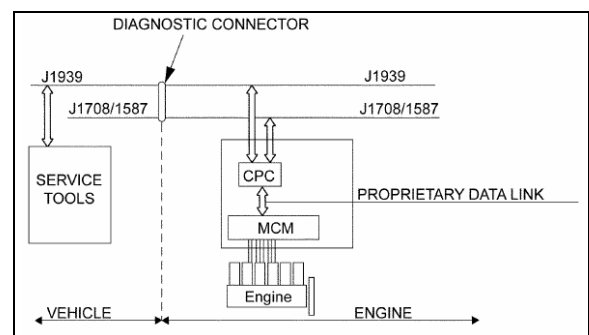 DIAGNOSTIC CONNECTOR
J1939
J1939
J1708/1587
J1708/1587
SERVICE
TOOLS
CPC
PROPRIETARY DATA LINK
MCM
Engine
VEHICLE
ENGINE